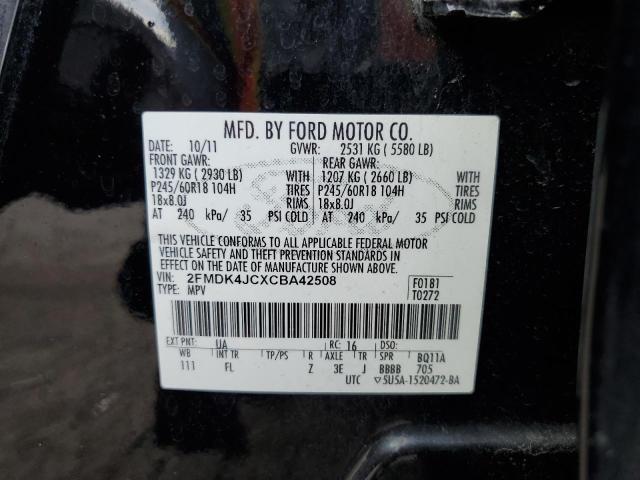 MFD. BY FORD MOTOR CO.
DATE: 10/11 GVWR: 2531 KG ( 5580 LB)
FRONT GAWR: REAR GAWR:
1329 KG ( 2930 LB) WITH 1207 KG ( 2660 LB) WITH
P245/60R18 104H TIRES P245/60R18 104H TIRES
18x8.0J RIMS 18x8.0J RIMS
AT 240 kPa/ 35 PSI COLD AT 240 kPa/ 35 PSI COLD
THIS VEHICLE CONFORMS TO ALL APPLICABLE FEDERAL MOTOR
VEHICLE SAFETY AND THEFT PREVENTION STANDARDS IN
EFFECT ON THE DATE OF MANUFACTURE SHOWN ABOVE.
VIN: 2FMDK4JCXCBA42508 F0181
TYPE: MPV T0272
EXT PNT: UA RC: 16 DSO:
WB INT TR TP/PS R AXLE TR SPR BQ11A
111 FL Z 3E J BBBB 705
UTC ▽5U5A-1520472-BA